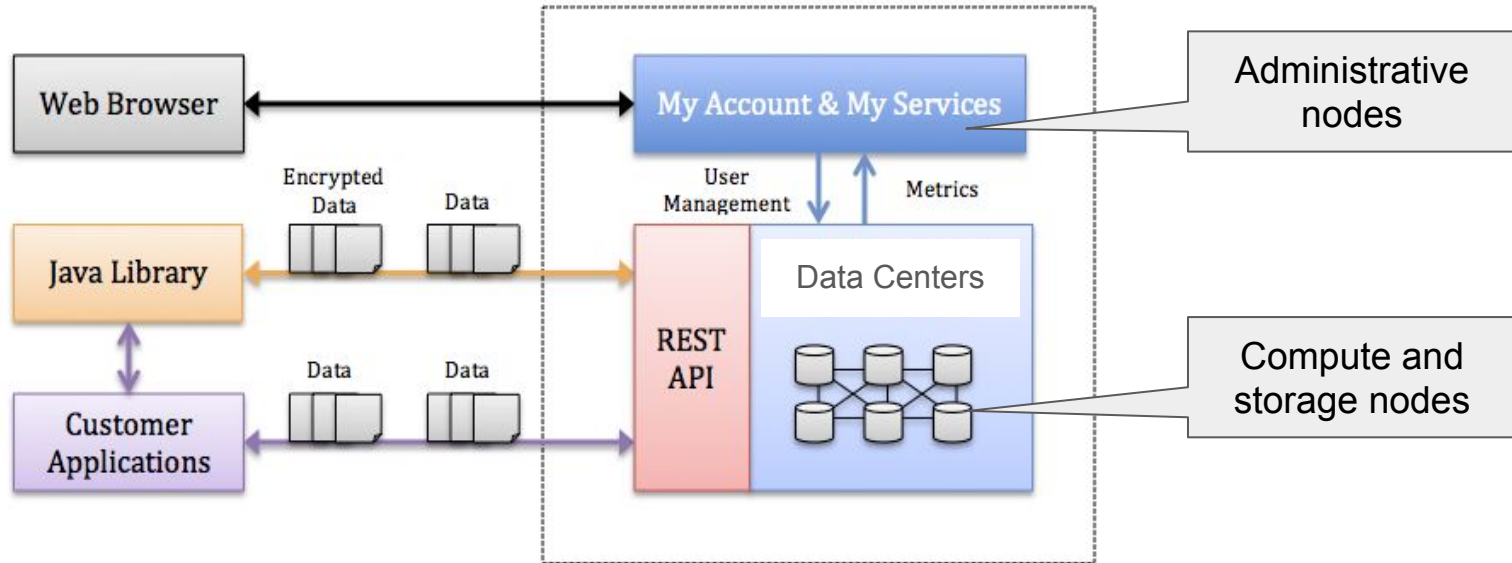 Web Browser
My Account & My Services
Administrative
nodes
Encrypted
Data
Data
User
Management
Metrics
Java Library
Data Centers
REST
API
Data
Data
Customer
Applications
Compute and
storage nodes